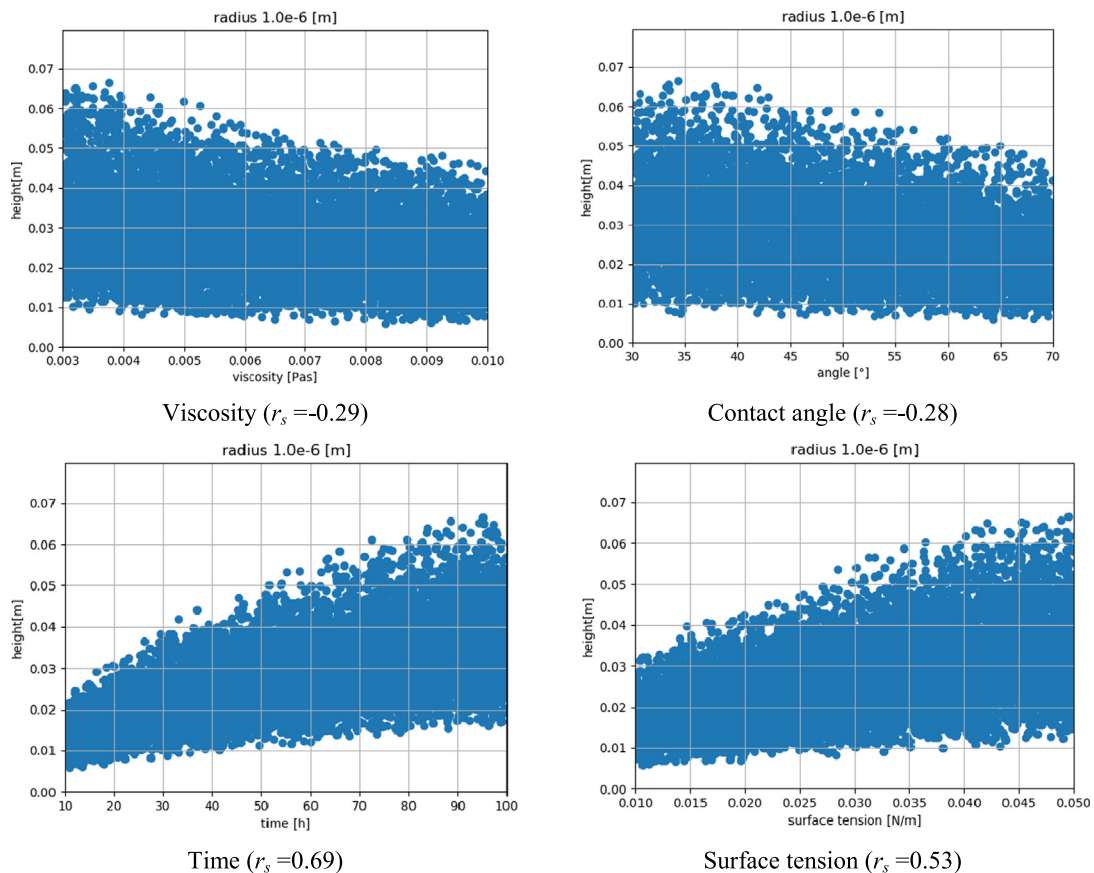 radius 1.0e-6 [m]
0.07
0.06
0.05
0.04
0.03
0.02
0.01
0.00
height[m]
0.003 0.004 0.005 0.006 0.007 0.008 0.009 0.010
viscosity [Pas]
Viscosity (rs =-0.29)
radius 1.0e-6 [m]
0.07
0.06
0.05
0.04
0.03
0.02
0.01
0.00
height[m]
30 35 40 45 50 55 60 65 70
angle [°]
Contact angle (rs =-0.28)
radius 1.0e-6 [m]
0.07
0.06
0.05
0.04
0.03
0.02
0.01
0.00
height[m]
10 20 30 40 50 60 70 80 90 100
time [h]
Time (rs =0.69)
radius 1.0e-6 [m]
0.07
0.06
0.05
0.04
0.03
0.02
0.01
0.00
height[m]
0.010 0.015 0.020 0.025 0.030 0.035 0.040 0.045 0.050
surface tension [N/m]
Surface tension (rs =0.53)